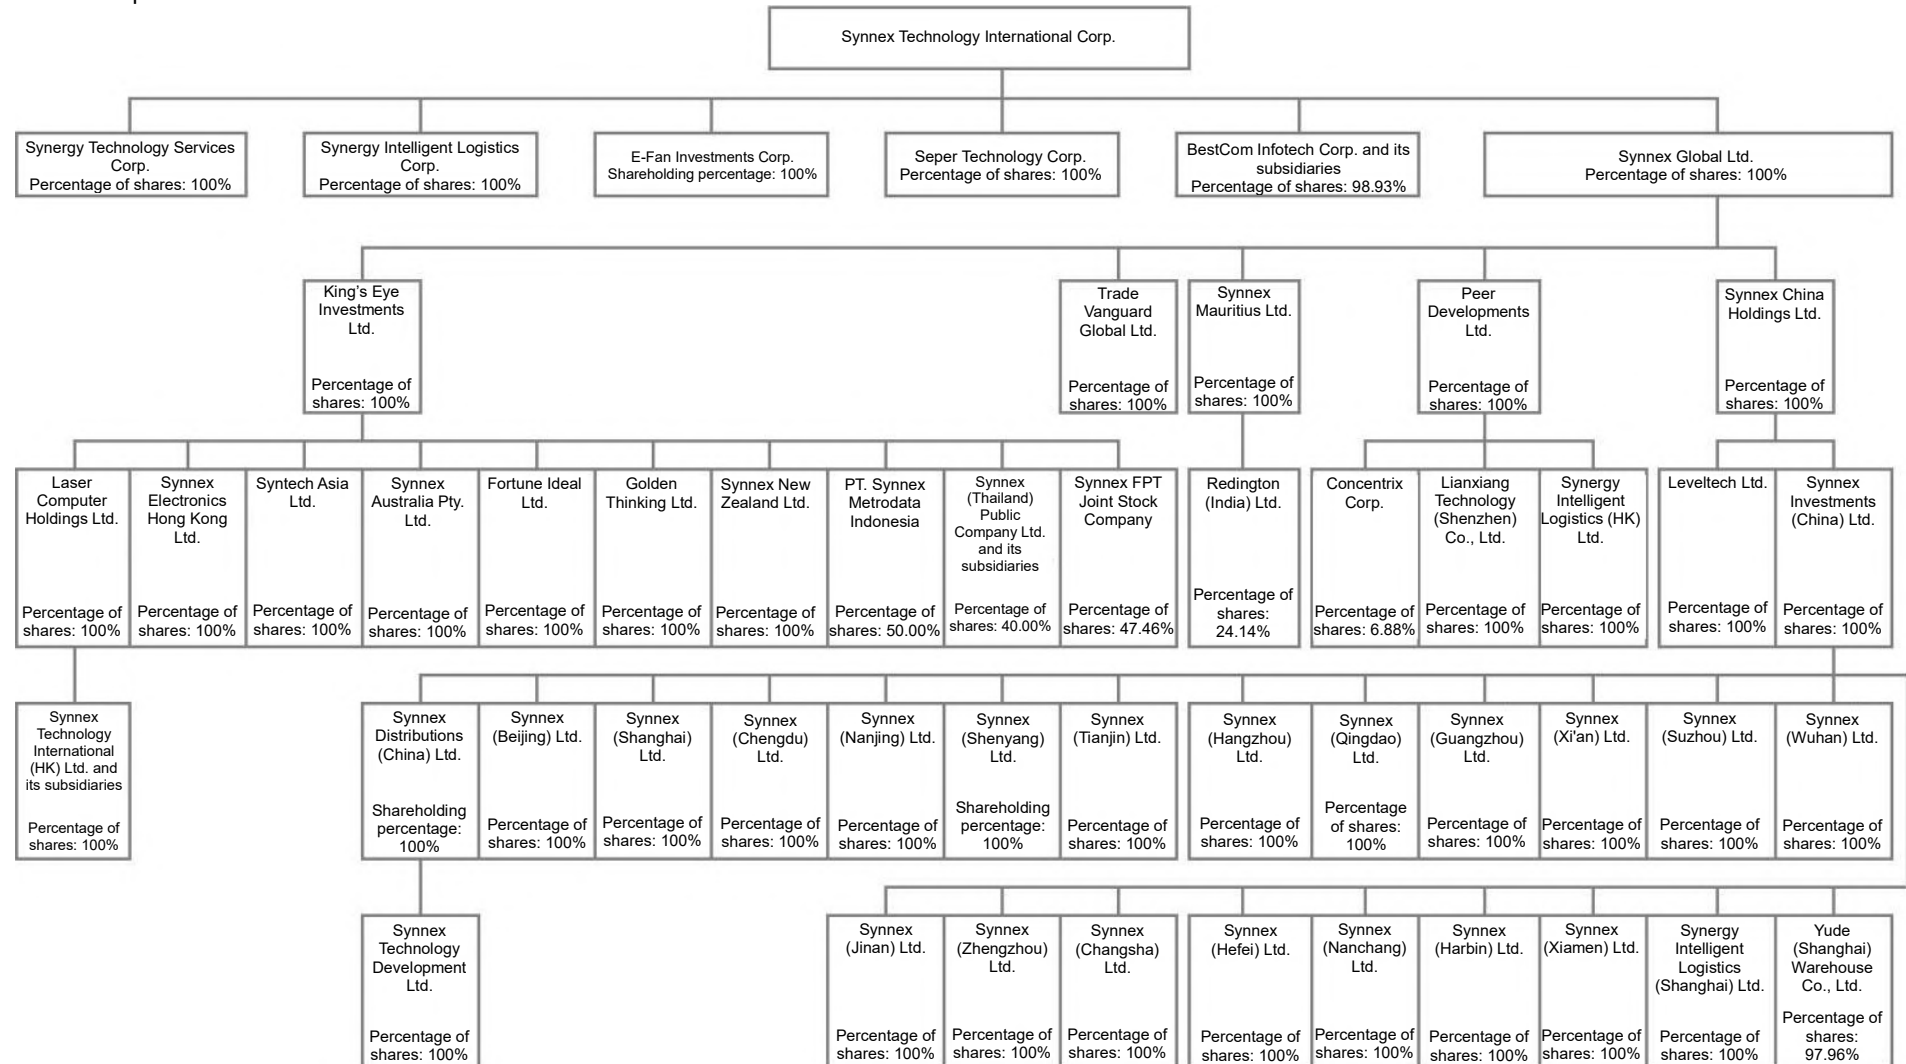 Synnex Technology International Corp.
Synergy Technology Services
Corp.
Percentage of shares: 100%
Synergy Intelligent Logistics
Corp.
Percentage of shares: 100%
E-Fan Investments Corp.
Shareholding percentage: 100%
Seper Technology Corp.
Percentage of shares: 100%
BestCom Infotech Corp. and its
subsidiaries
Percentage of shares: 98.93%
Synnex Global Ltd.
Percentage of shares: 100%
King’s Eye
Investments
Ltd.
Percentage of
shares: 100%
Trade
Vanguard
Global Ltd.
Percentage of
shares: 100%
Synnex
Mauritius Ltd.
Percentage of
shares: 100%
Peer
Developments
Ltd.
Percentage of
shares: 100%
Synnex China
Holdings Ltd.
Percentage of
shares: 100%
Laser
Computer
Holdings Ltd.
Percentage of
shares: 100%
Synnex
Electronics
Hong Kong
Ltd.
Percentage of
shares: 100%
Syntech Asia
Ltd.
Percentage of
shares: 100%
Synnex
Australia Pty.
Ltd.
Percentage of
shares: 100%
Fortune Ideal
Ltd.
Percentage of
shares: 100%
Golden
Thinking Ltd.
Percentage of
shares: 100%
Synnex New
Zealand Ltd.
Percentage of
shares: 100%
PT. Synnex
Metrodata
Indonesia
Percentage of
shares: 50.00%
Synnex
(Thailand)
Public
Company Ltd.
and its
subsidiaries
Percentage of
shares: 40.00%
Synnex FPT
Joint Stock
Company
Percentage of
shares: 47.46%
Redington
(India) Ltd.
Percentage of
shares:
24.14%
Concentrix
Corp.
Percentage of
shares: 6.88%
Lianxiang
Technology
(Shenzhen)
Co., Ltd.
Percentage of
shares: 100%
Synergy
Intelligent
Logistics (HK)
Ltd.
Percentage of
shares: 100%
Leveltech Ltd.
Percentage of
shares: 100%
Synnex
Investments
(China) Ltd.
Percentage of
shares: 100%
Synnex
Technology
International
(HK) Ltd. and
its subsidiaries
Percentage of
shares: 100%
Synnex
Distributions
(China) Ltd.
Shareholding
percentage:
100%
Synnex
(Beijing) Ltd.
Percentage of
shares: 100%
Synnex
(Shanghai)
Ltd.
Percentage of
shares: 100%
Synnex
(Chengdu)
Ltd.
Percentage of
shares: 100%
Synnex
(Nanjing) Ltd.
Percentage of
shares: 100%
Synnex
(Shenyang)
Ltd.
Shareholding
percentage:
100%
Synnex
(Tianjin) Ltd.
Percentage of
shares: 100%
Synnex
(Hangzhou)
Ltd.
Percentage of
shares: 100%
Synnex
(Qingdao)
Ltd.
Percentage
of shares:
100%
Synnex
(Guangzhou)
Ltd.
Percentage of
shares: 100%
Synnex
(Xi'an) Ltd.
Percentage of
shares: 100%
Synnex
(Suzhou) Ltd.
Percentage of
shares: 100%
Synnex
(Wuhan) Ltd.
Percentage of
shares: 100%
Synnex
Technology
Development
Ltd.
Percentage of
shares: 100%
Synnex
(Jinan) Ltd.
Percentage of
shares: 100%
Synnex
(Zhengzhou)
Ltd.
Percentage of
shares: 100%
Synnex
(Changsha)
Ltd.
Percentage of
shares: 100%
Synnex
(Hefei) Ltd.
Percentage of
shares: 100%
Synnex
(Nanchang)
Ltd.
Percentage of
shares: 100%
Synnex
(Harbin) Ltd.
Percentage of
shares: 100%
Synnex
(Xiamen) Ltd.
Percentage of
shares: 100%
Synergy
Intelligent
Logistics
(Shanghai) Ltd.
Percentage of
shares: 100%
Yude
(Shanghai)
Warehouse
Co., Ltd.
Percentage of
shares:
97.96%